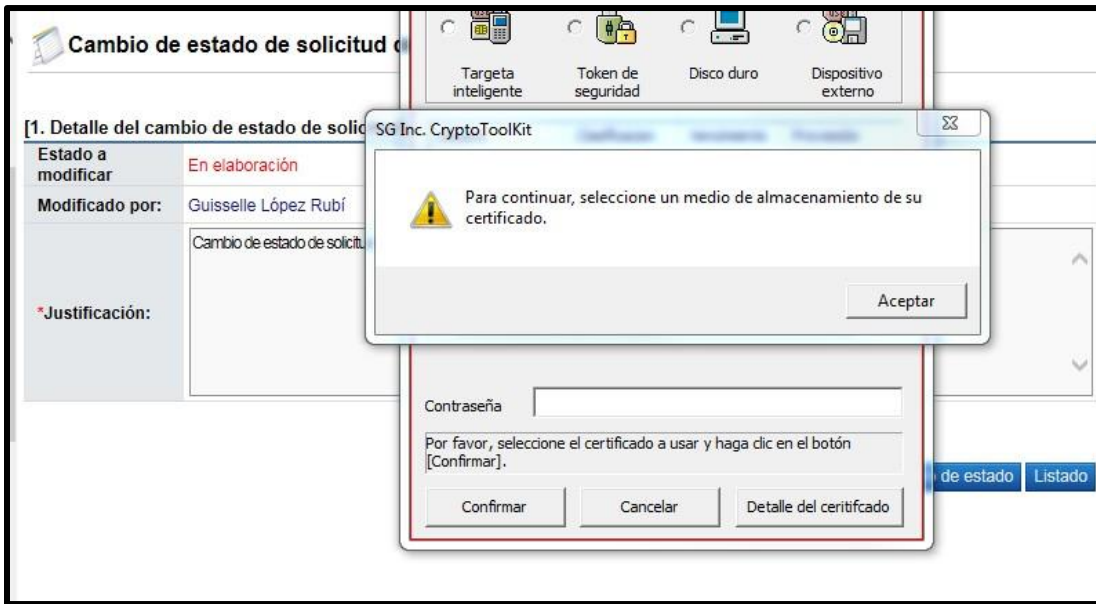 Cambio de estado de solicitud
Targeta inteligente
Token de seguridad
Disco duro
Dispositivo externo
[1. Detalle del cambio de estado de solic
SG Inc. CryptoToolKit
Estado a modificar
En elaboración
Para continuar, seleccione un medio de almacenamiento de su
certificado.
Modificado por:
Guisselle López Rubí
Cambio de estado de solicitu
Aceptar
*Justificación:
Contraseña
Por favor, seleccione el certificado a usar y haga clic en el botón
[Confirmar].
de estado
Listado
Confirmar
Cancelar
Detalle del ceritifcado